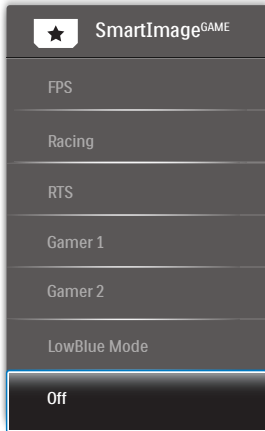 SmartImageGAME
FPS
Racing
RTS
Gamer 1
Gamer 2
LowBlue Mode
Off